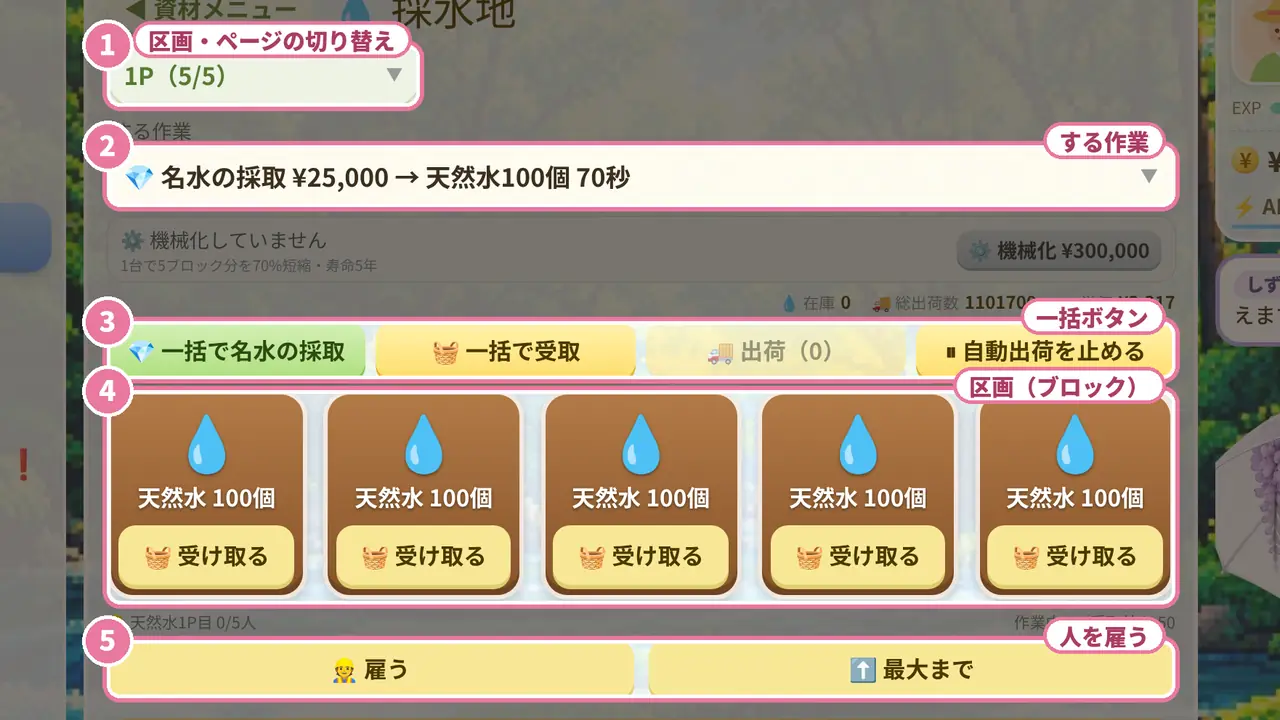 ◀資材メニュー 💧 採水地
1 区画・ページの切り替え
1P（5/5） ▼
する作業
2 する作業
💎 名水の採取 ¥25,000 → 天然水100個 70秒 ▼
⚙️ 機械化していません
1台で5ブロック分を70%短縮・寿命5年
⚙️ 機械化 ¥300,000
💧 在庫 0 🚚 総出荷数
3 一括ボタン
💎 一括で名水の採取 🧺 一括で受取 🚚 出荷（0） ⏸ 自動出荷を止める
4 区画（ブロック）
天然水 100個 天然水 100個 天然水 100個 天然水 100個 天然水 100個
🧺 受け取る 🧺 受け取る 🧺 受け取る 🧺 受け取る 🧺 受け取る
天然水1P目 0/5人
5 人を雇う
👷 雇う ⬆️ 最大まで
EXP
¥
❗